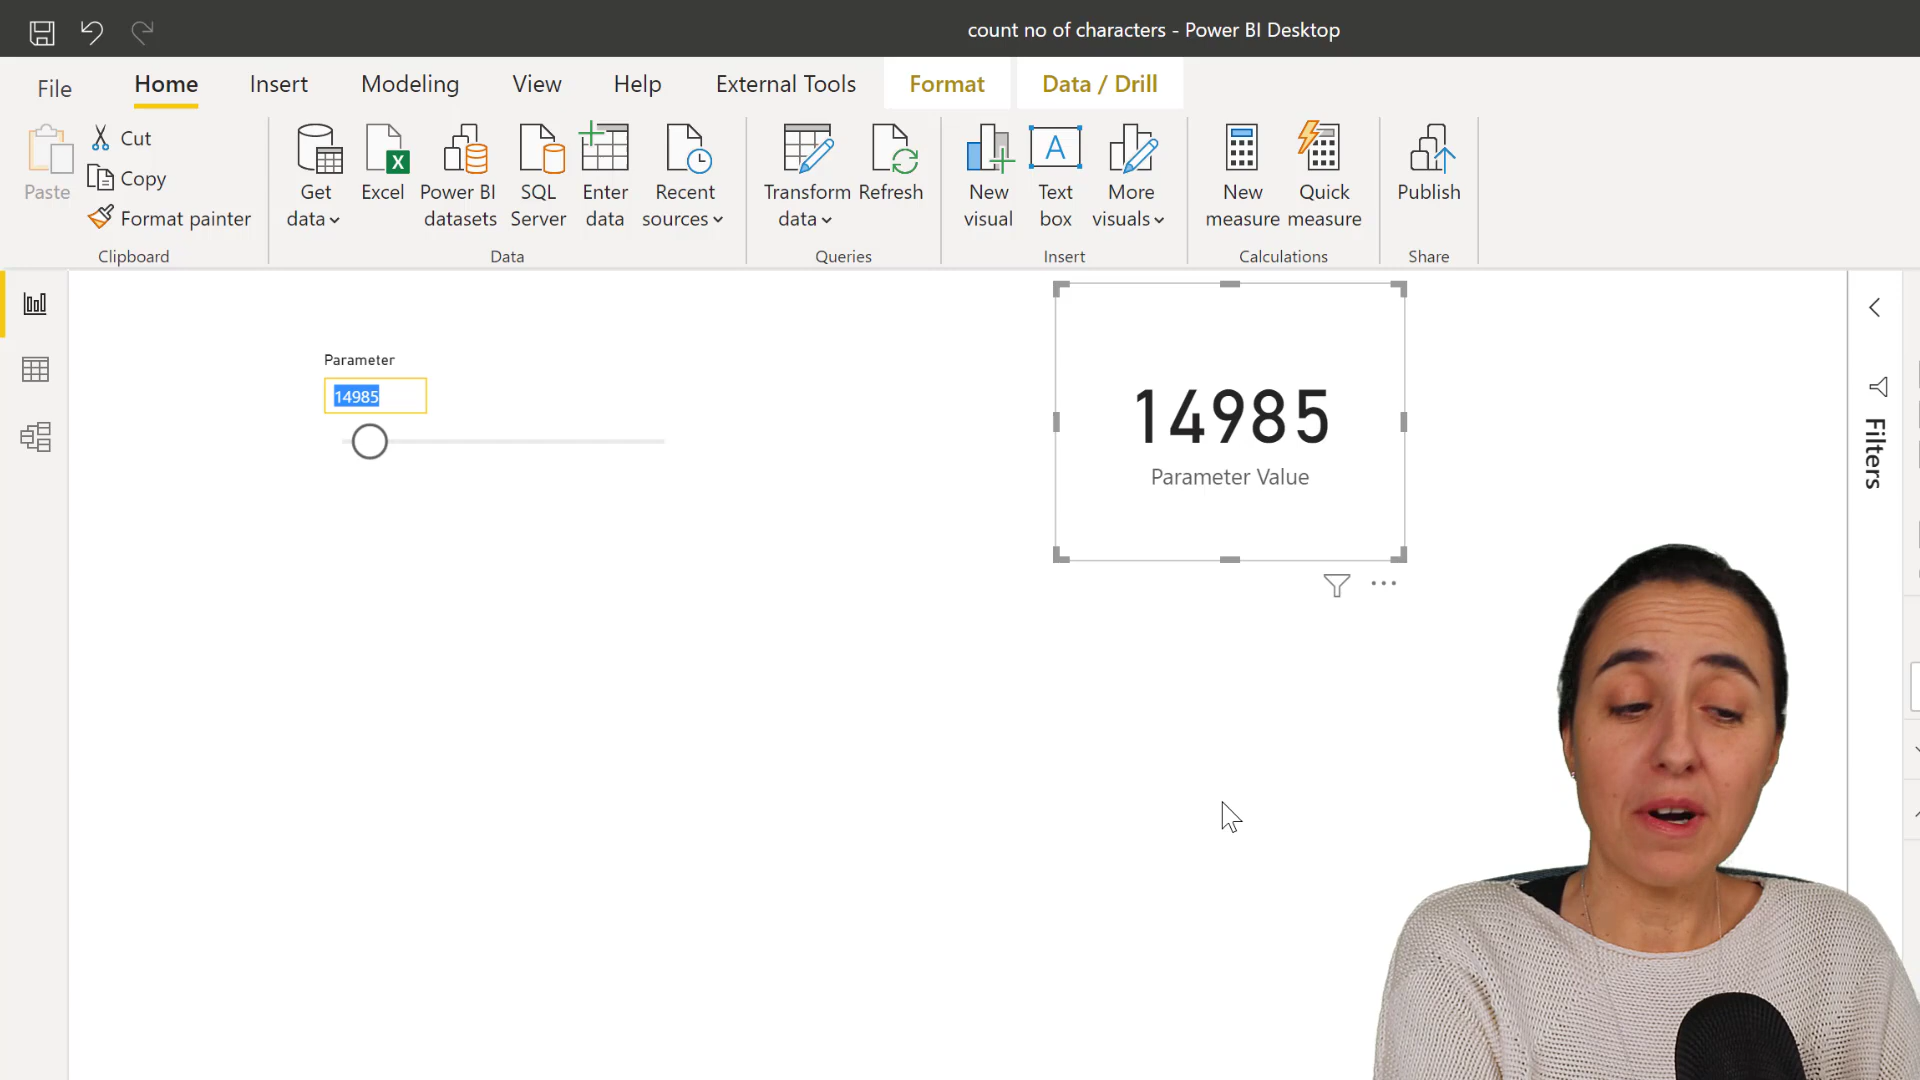 count no of characters - Power BI Desktop
File Home Insert Modeling View Help External Tools Format Data / Drill
Paste
Cut
Copy
Format painter
Clipboard
Get data
Excel
Power BI datasets
SQL Server
Enter data
Recent sources
Data
Transform data
Refresh
Queries
New visual
Text box
More visuals
Insert
New measure
Quick measure
Calculations
Publish
Share
Parameter
14985
14985
Parameter Value
Filters